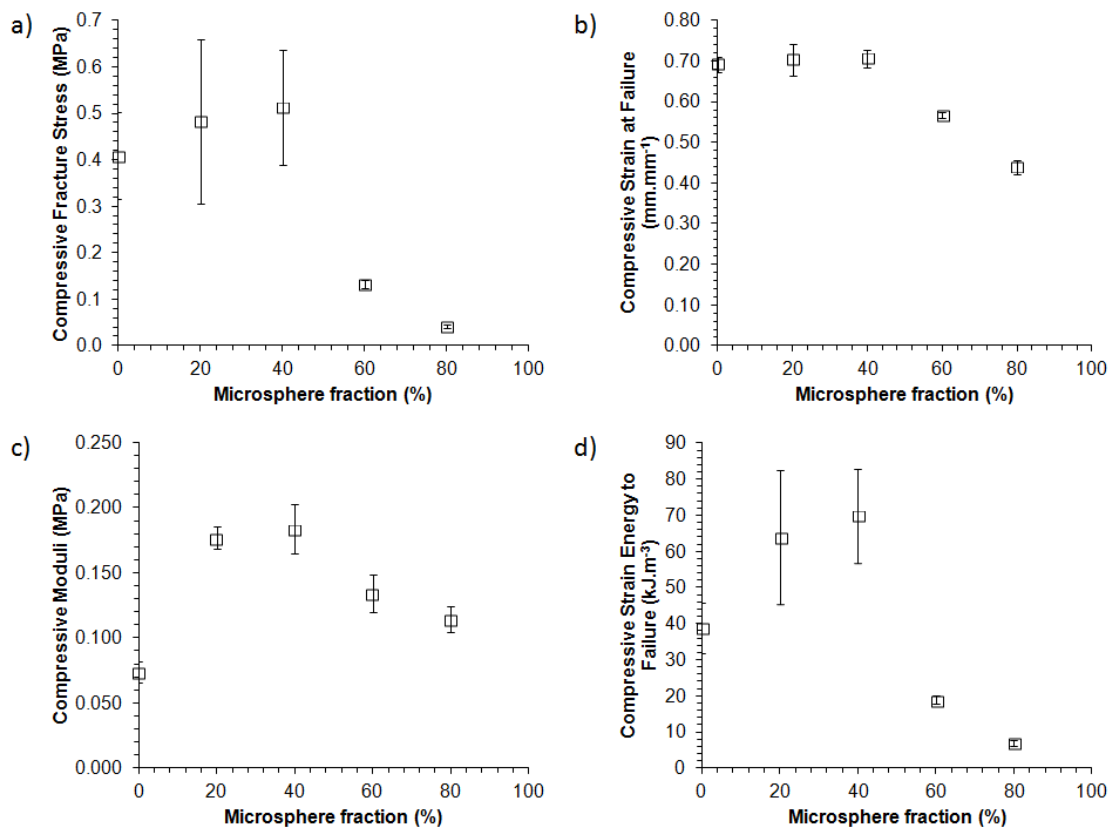 a)
Compressive Fracture Stress (MPa)
0.7
0.6
0.5
0.4
0.3
0.2
0.1
0.0
0 20 40 60 80 100
Microsphere fraction (%)
b)
Compressive Strain at Failure
(mm.mm⁻¹)
0.80
0.70
0.60
0.50
0.40
0.30
0.20
0.10
0.00
0 20 40 60 80 100
Microsphere fraction (%)
c)
Compressive Moduli (MPa)
0.250
0.200
0.150
0.100
0.050
0.000
0 20 40 60 80 100
Microsphere fraction (%)
d)
Compressive Strain Energy to
Failure (kJ.m⁻³)
90
80
70
60
50
40
30
20
10
0
0 20 40 60 80 100
Microsphere fraction (%)